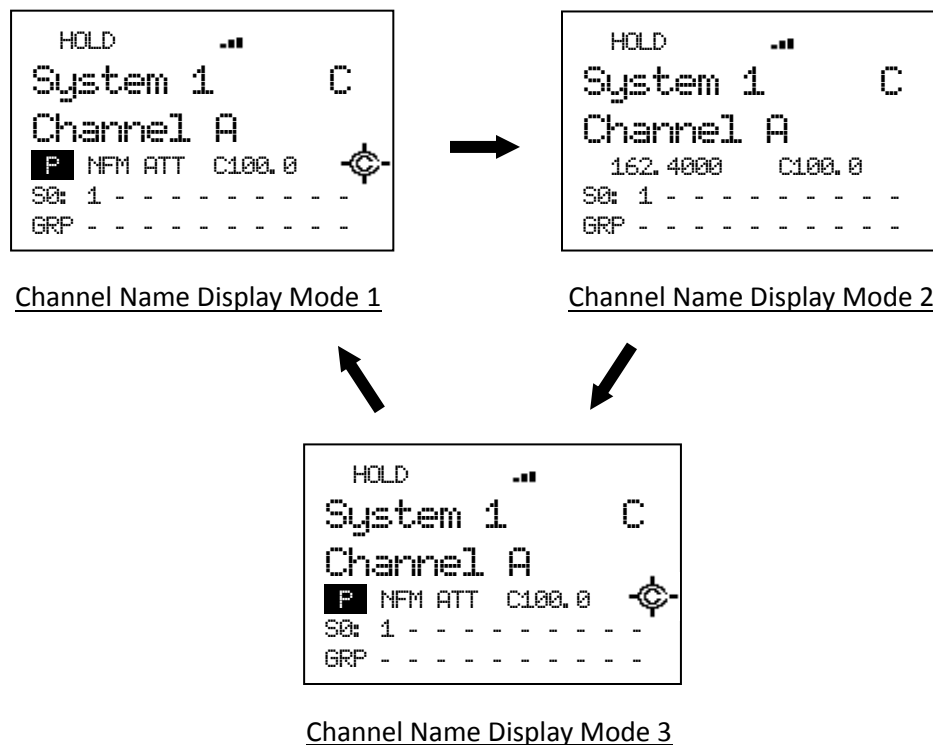 HOLD
System 1 C
Channel A
P NFM ATT C100.0 C
S0: 1 - - - - - - - - -
GRP - - - - - - - - - -
Channel Name Display Mode 1
HOLD
System 1 C
Channel A
162.4000 C100.0
S0: 1 - - - - - - - - -
GRP - - - - - - - - - -
Channel Name Display Mode 2
HOLD
System 1 C
Channel A
P NFM ATT C100.0 C
S0: 1 - - - - - - - - -
GRP - - - - - - - - - -
Channel Name Display Mode 3